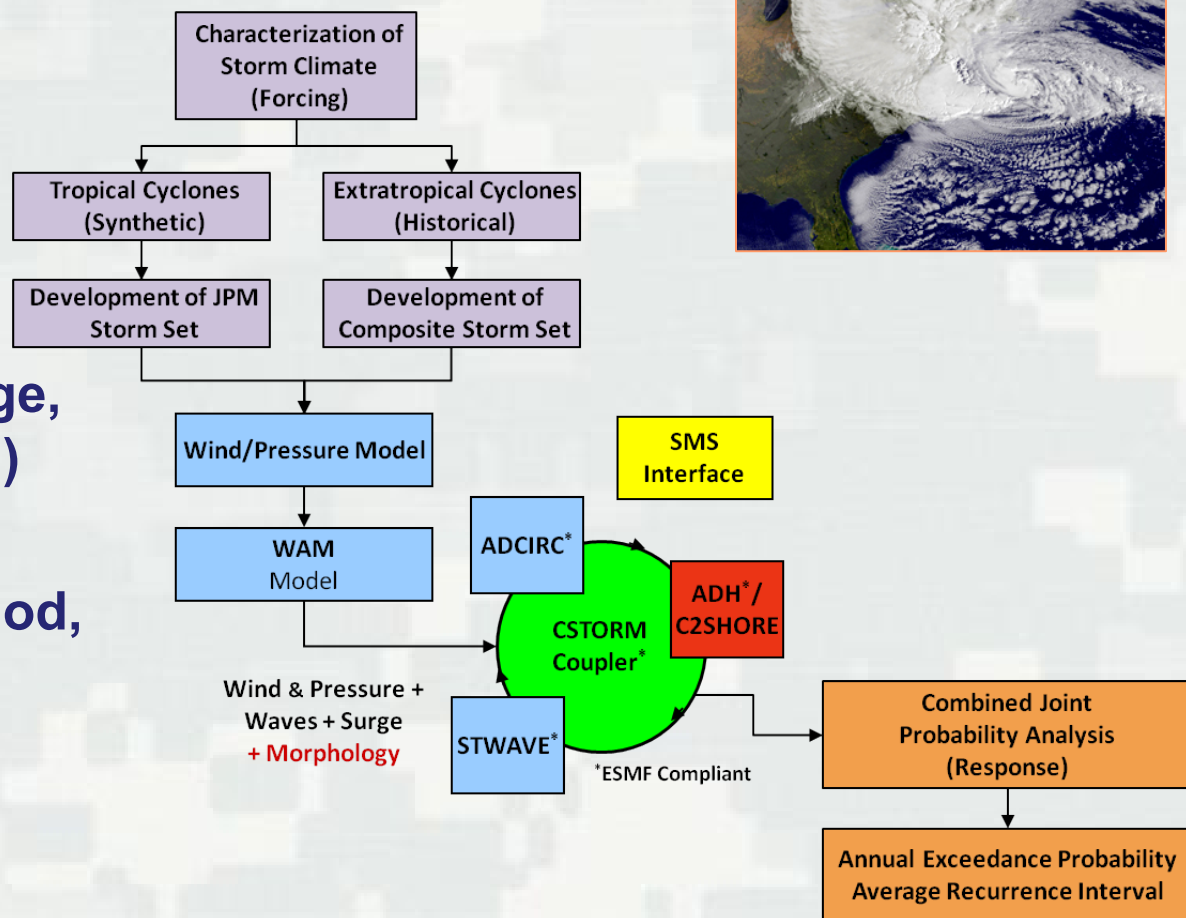 Characterization of
Storm Climate
(Forcing)
Tropical Cyclones
(Synthetic)
Extratropical Cyclones
(Historical)
Development of JPM
Storm Set
Development of
Composite Storm Set
ge,
)
Wind/Pressure Model
SMS
Interface
WAM
Model
ADCIRC*
ADH*/
C2SHORE
od,
CSTORM
Coupler*
Wind & Pressure +
Waves + Surge
+ Morphology
STWAVE*
*ESMF Compliant
Combined Joint
Probability Analysis
(Response)
Annual Exceedance Probability
Average Recurrence Interval